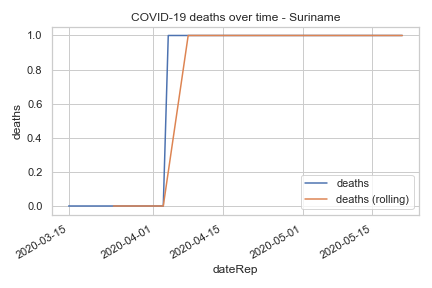 COVID-19 deaths over time - Suriname
1.0
0.8
0.6
0.4
0.2
0.0
deaths
deaths
deaths (rolling)
2020-03-15
2020-04-01
2020-04-15
2020-05-01
2020-05-15
dateRep